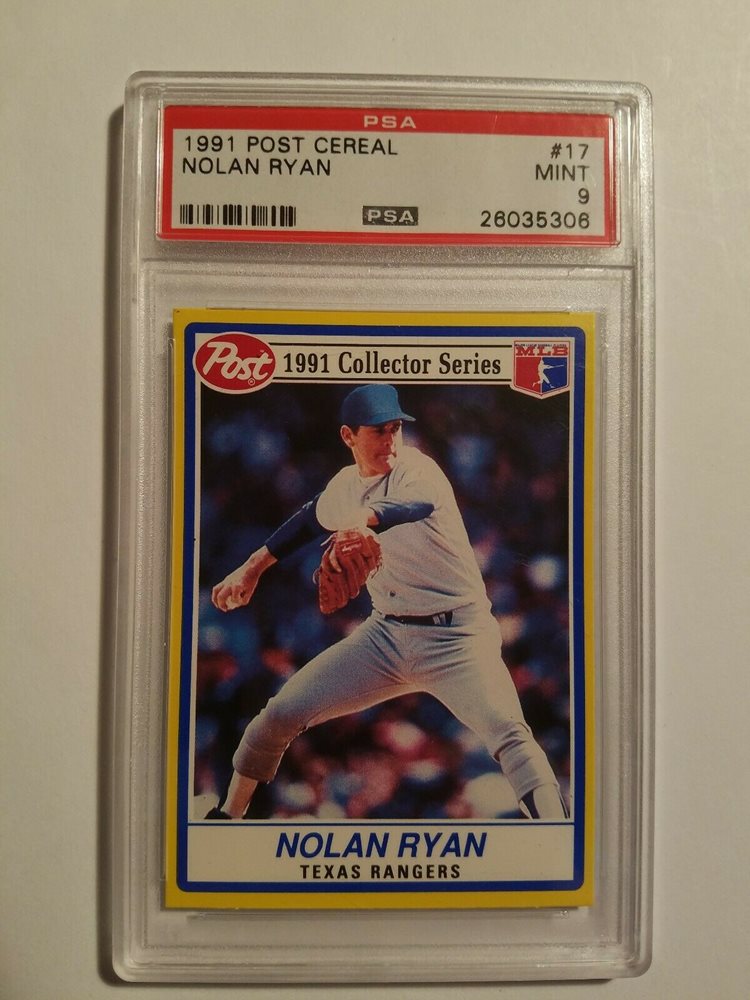 PSA
1991 POST CEREAL #17
NOLAN RYAN MINT
9
PSA 26035306
Post® 1991 Collector Series MLB
NOLAN RYAN
TEXAS RANGERS